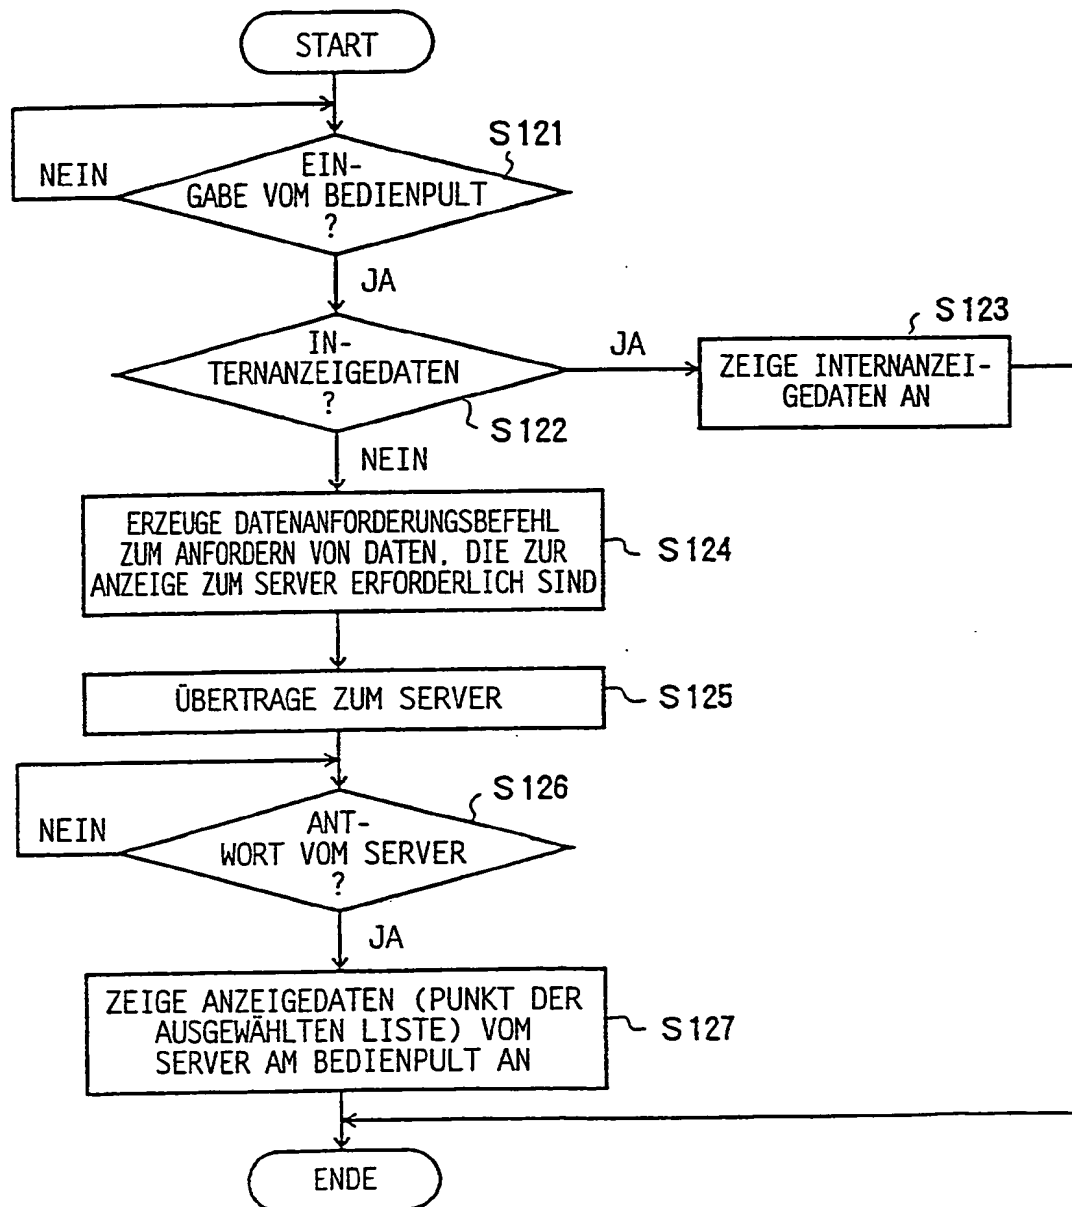 START
S121
NEIN
EIN-
GABE VOM BEDIENPULT
?
JA
S123
IN-
TERNANZEIGEDATEN
?
JA
ZEIGE INTERNANZEI-
GEDATEN AN
S122
NEIN
ERZEUGE DATENANFORDERUNGSBEFEHL
ZUM ANFORDERN VON DATEN. DIE ZUR
ANZEIGE ZUM SERVER ERFORDERLICH SIND
S124
ÜBERTRAGE ZUM SERVER
S125
S126
NEIN
ANT-
WORT VOM SERVER
?
JA
ZEIGE ANZEIGEDATEN (PUNKT DER
AUSGEWÄHLTEN LISTE) VOM
SERVER AM BEDIENPULT AN
S127
ENDE